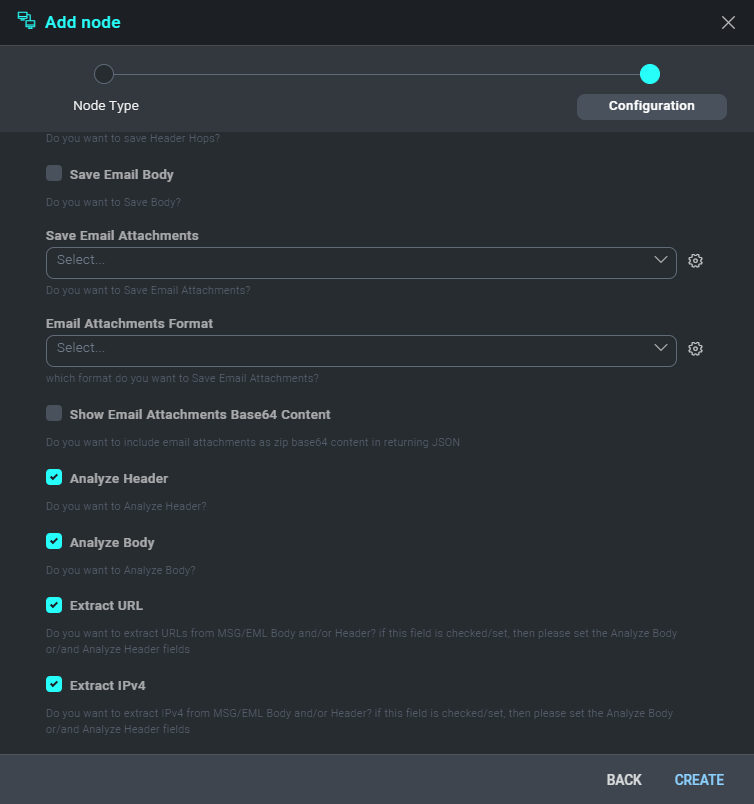 Add node
Node Type
Configuration
Do you want to save Header Hops?
Save Email Body
Do you want to Save Body?
Save Email Attachments
Select...
Do you want to Save Email Attachments?
Email Attachments Format
Select...
which format do you want to Save Email Attachments?
Show Email Attachments Base64 Content
Do you want to include email attachments as zip base64 content in returning JSON
Analyze Header
Do you want to Analyze Header?
Analyze Body
Do you want to Analyze Body?
Extract URL
Do you want to extract URLs from MSG/EML Body and/or Header? if this field is checked/set, then please set the Analyze Body
or/and Analyze Header fields
Extract IPv4
Do you want to extract IPv4 from MSG/EML Body and/or Header? if this field is checked/set, then please set the Analyze Body
or/and Analyze Header fields
BACK
CREATE